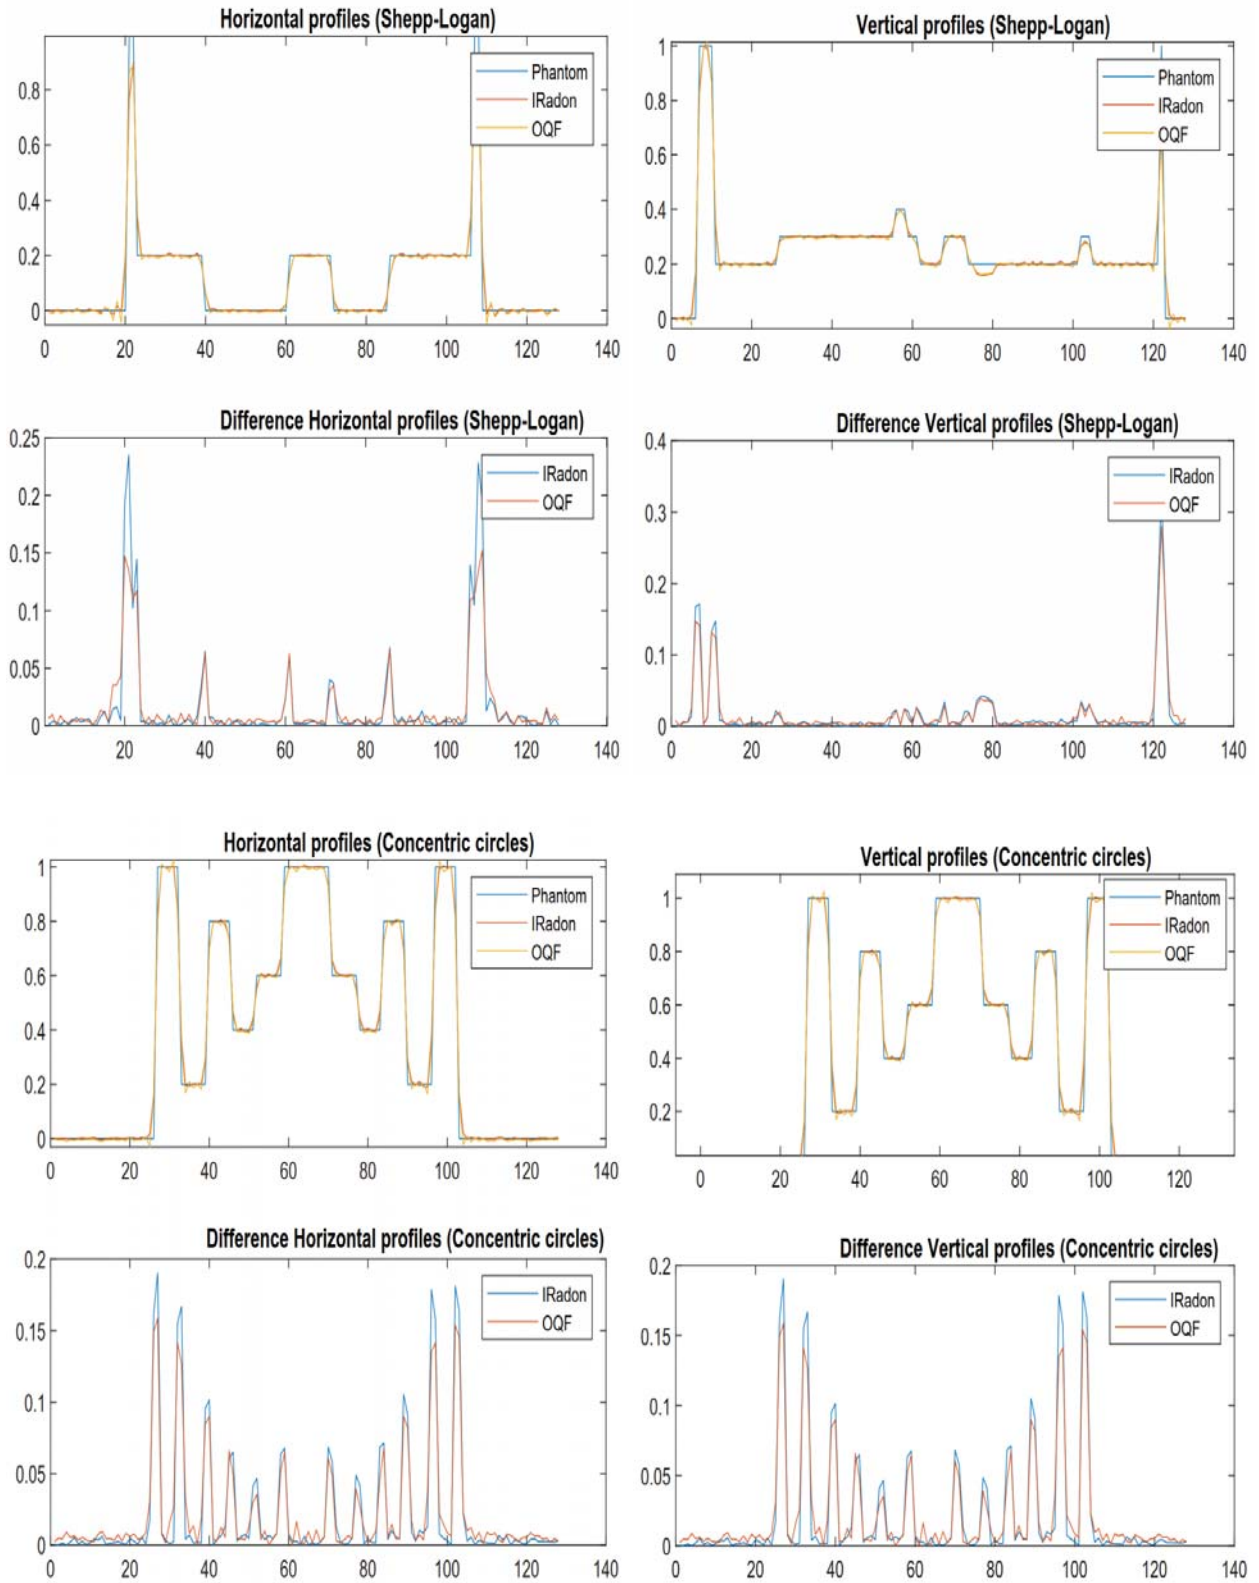 Horizontal profiles (Shepp-Logan)
Phantom
IRadon
OQF
0.8
0.6
0.4
0.2
0
0 20 40 60 80 100 120 140
Vertical profiles (Shepp-Logan)
Phantom
IRadon
OQF
1
0.8
0.6
0.4
0.2
0
0 20 40 60 80 100 120 140
Difference Horizontal profiles (Shepp-Logan)
IRadon
OQF
0.25
0.2
0.15
0.1
0.05
0
20 40 60 80 100 120 140
Difference Vertical profiles (Shepp-Logan)
IRadon
OQF
0.4
0.3
0.2
0.1
0
0 20 40 60 80 100 120 140
Horizontal profiles (Concentric circles)
Phantom
IRadon
OQF
1
0.8
0.6
0.4
0.2
0
0 20 40 60 80 100 120 140
Vertical profiles (Concentric circles)
Phantom
IRadon
OQF
1
0.8
0.6
0.4
0.2
0 20 40 60 80 100 120
Difference Horizontal profiles (Concentric circles)
IRadon
OQF
0.2
0.15
0.1
0.05
0
0 20 40 60 80 100 120 140
Difference Vertical profiles (Concentric circles)
IRadon
OQF
0.2
0.15
0.1
0.05
0
0 20 40 60 80 100 120 140